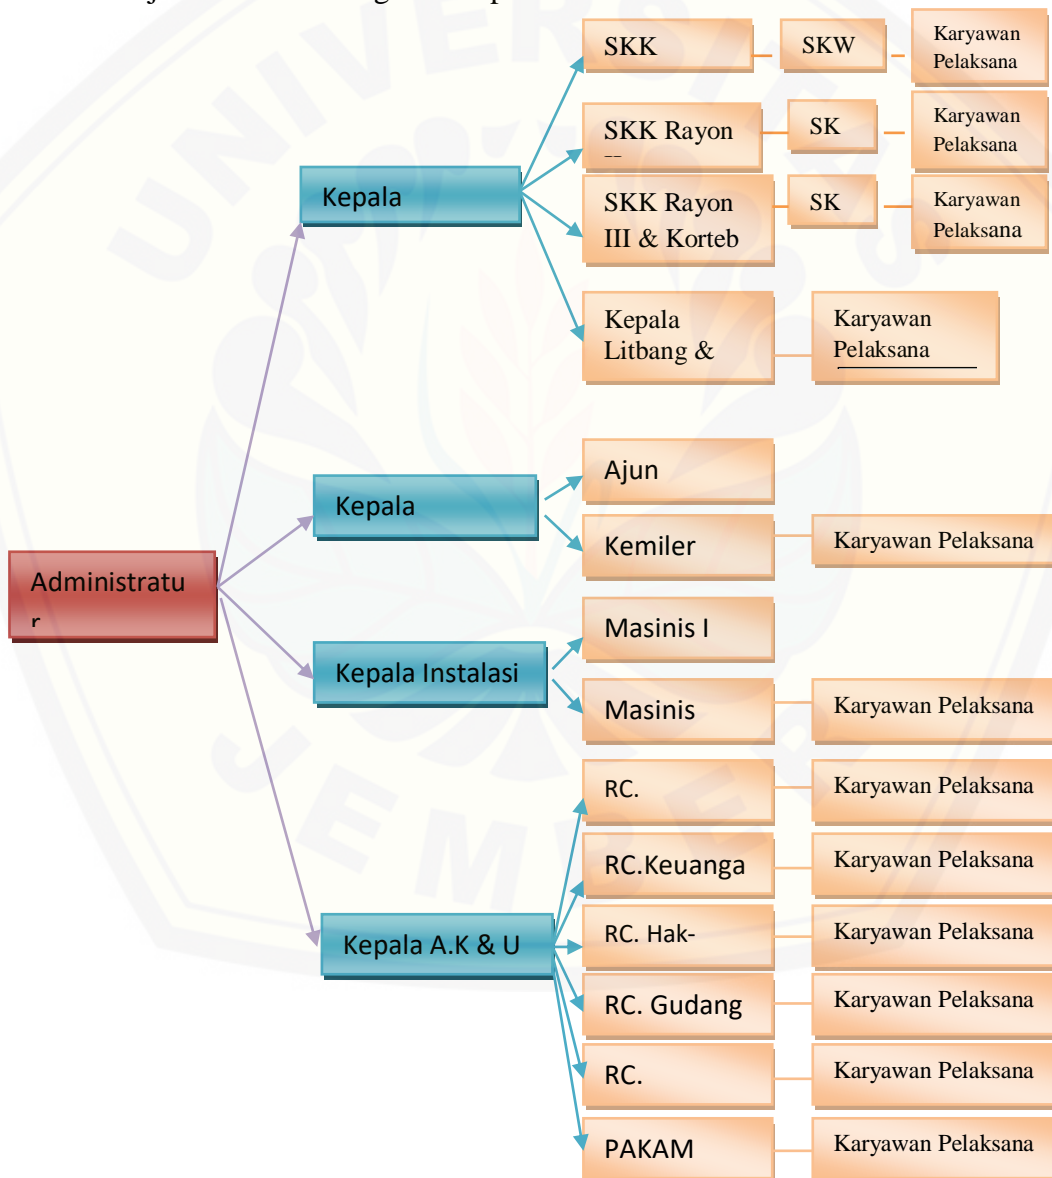 SKK
SKW
Karyawan
Pelaksana
SKK Rayon
SK
Karyawan
Pelaksana
Kepala
SKK Rayon
III & Korteb
SK
Karyawan
Pelaksana
Kepala
Litbang &
Karyawan
Pelaksana
Ajun
Kepala
Kemiler
Karyawan Pelaksana
Administratu
r
Masinis I
Kepala Instalasi
Masinis
Karyawan Pelaksana
RC.
Karyawan Pelaksana
RC.Keuanga
Karyawan Pelaksana
Kepala A.K & U
RC. Hak-
Karyawan Pelaksana
RC. Gudang
Karyawan Pelaksana
RC.
Karyawan Pelaksana
PAKAM
Karyawan Pelaksana
UNIVERSITAS
JEMBER